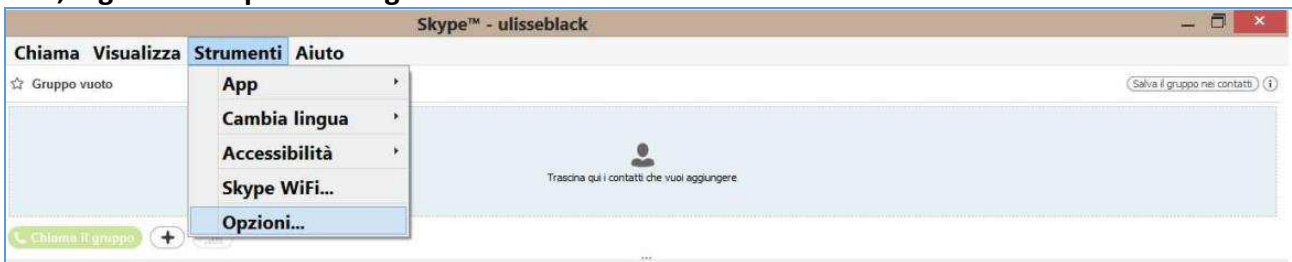 Skype™ - ulisseblack
Chiama Visualizza Strumenti Aiuto
Gruppo vuoto
Salva il gruppo nei contatti
App
Cambia lingua
Accessibilità
Trascina qui i contatti che vuoi aggiungere
Skype WiFi...
Opzioni...
Chiama il gruppo
...